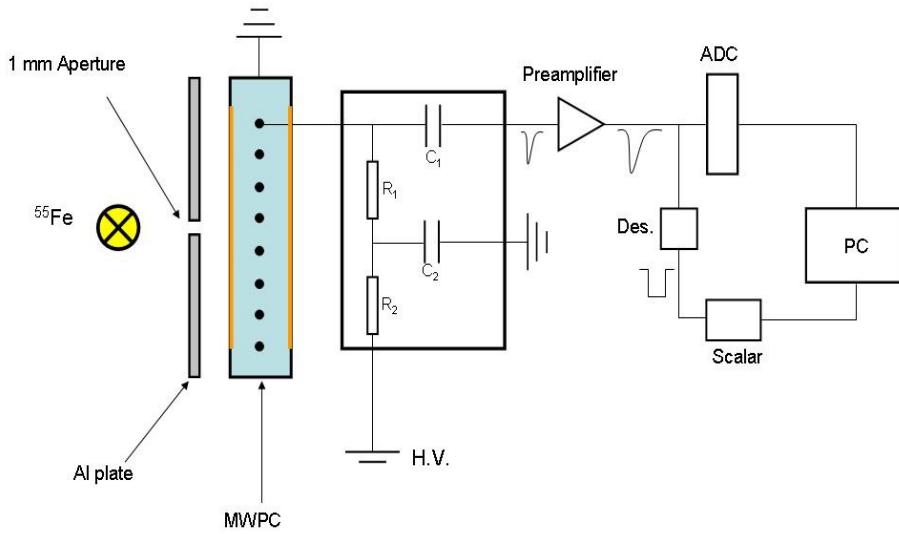 1 mm Aperture
Preamplifier
ADC
C1
R1
55Fe
Des.
PC
C2
R2
Scalar
H.V.
Al plate
MWPC